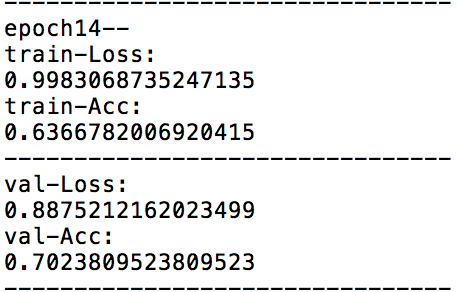 --------------------------------
epoch14--
train-Loss:
0.9983068735247135
train-Acc:
0.6366782006920415
--------------------------------
val-Loss:
0.8875212162023499
val-Acc:
0.7023809523809523
--------------------------------